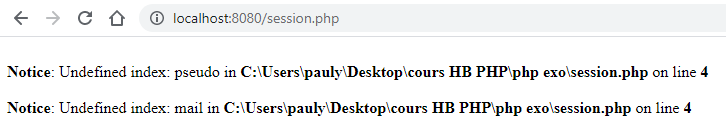 localhost:8080/session.php
Notice: Undefined index: pseudo in C:\Users\pauly\Desktop\cours HB PHP\php exo\session.php on line 4
Notice: Undefined index: mail in C:\Users\pauly\Desktop\cours HB PHP\php exo\session.php on line 4